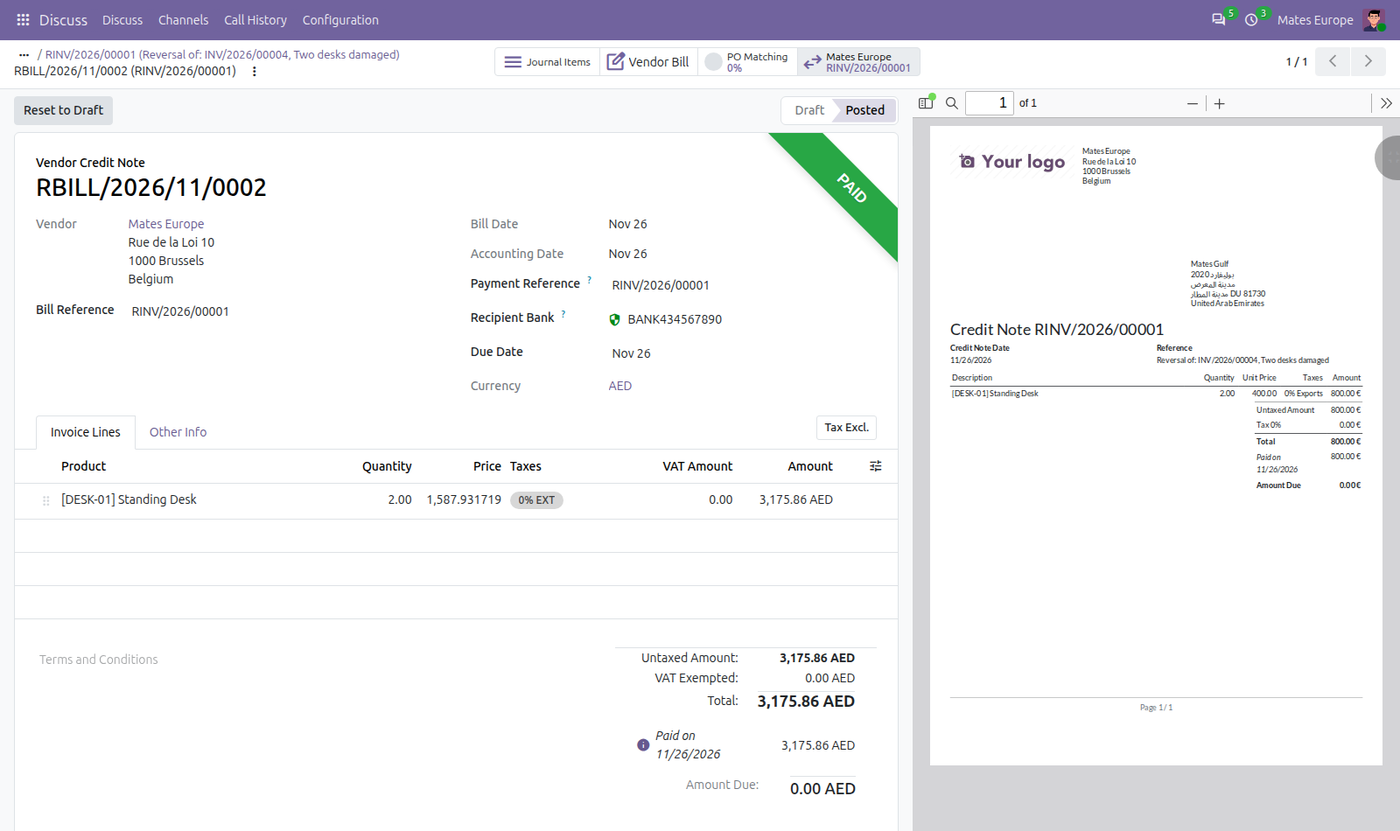 Discuss Discuss Channels Call History Configuration 5 3 Mates Europe
... / RINV/2026/00001 (Reversal of: INV/2026/00004, Two desks damaged)
RBILL/2026/11/0002 (RINV/2026/00001)
Journal Items Vendor Bill PO Matching 0% Mates Europe RINV/2026/00001 1 / 1
Reset to Draft Draft Posted
Vendor Credit Note
RBILL/2026/11/0002
PAID
Vendor Mates Europe
Rue de la Loi 10
1000 Brussels
Belgium
Bill Reference RINV/2026/00001
Bill Date Nov 26
Accounting Date Nov 26
Payment Reference ? RINV/2026/00001
Recipient Bank ? BANK434567890
Due Date Nov 26
Currency AED
Invoice Lines Other Info Tax Excl.
Product Quantity Price Taxes VAT Amount Amount
[DESK-01] Standing Desk 2.00 1,587.931719 0% EXT 0.00 3,175.86 AED
Terms and Conditions
Untaxed Amount: 3,175.86 AED
VAT Exempted: 0.00 AED
Total: 3,175.86 AED
Paid on 11/26/2026 3,175.86 AED
Amount Due: 0.00 AED
1 of 1
Your logo
Mates Europe
Rue de la Loi 10
1000 Brussels
Belgium
Mates Gulf
بوليفارد 2020
مدينة المعرض
مدينة المطار DU 81730
United Arab Emirates
Credit Note RINV/2026/00001
Credit Note Date Reference
11/26/2026 Reversal of: INV/2026/00004, Two desks damaged
Description Quantity Unit Price Taxes Amount
[DESK-01] Standing Desk 2.00 400.00 0% Exports 800.00 €
Untaxed Amount 800.00 €
Tax 0% 0.00 €
Total 800.00 €
Paid on 11/26/2026 800.00 €
Amount Due 0.00 €
Page 1 / 1